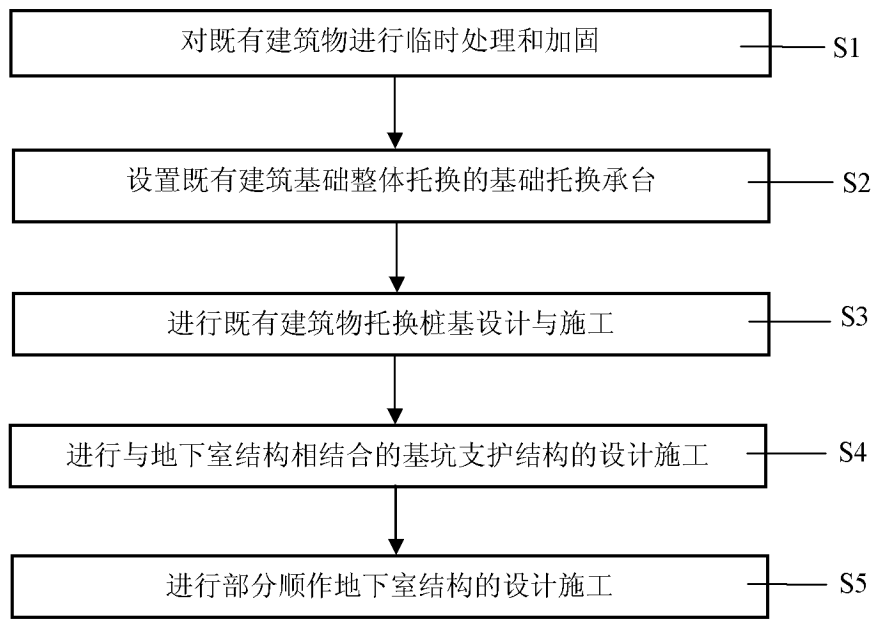 对既有建筑物进行临时处理和加固
S1
设置既有建筑基础整体托换的基础托换承台
S2
进行既有建筑物托换桩基设计与施工
S3
进行与地下室结构相结合的基坑支护结构的设计施工
S4
进行部分顺作地下室结构的设计施工
S5